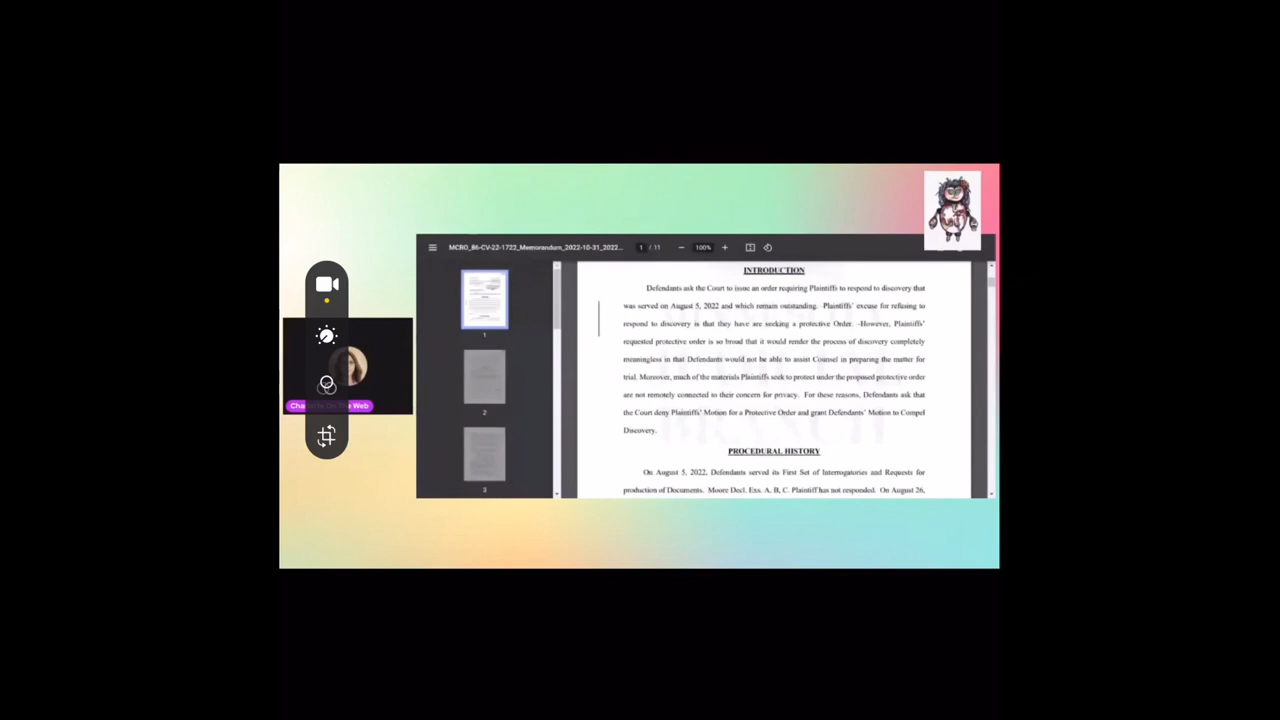 MCRO_86-CV-22-1722_Memorandum_2022-10-31_2022...
1 / 11
100%
INTRODUCTION
Defendants ask the Court to issue an order requiring Plaintiffs to respond to discovery that
was served on August 5, 2022 and which remain outstanding. Plaintiffs' excuse for refusing to
respond to discovery is that they have are seeking a protective Order. However, Plaintiffs'
requested protective order is so broad that it would render the process of discovery completely
meaningless in that Defendants would not be able to assist Counsel in preparing the matter for
trial. Moreover, much of the materials Plaintiffs seek to protect under the proposed protective order
are not remotely connected to their concern for privacy. For these reasons, Defendants ask that
the Court deny Plaintiffs' Motion for a Protective Order and grant Defendants' Motion to Compel
Discovery.
PROCEDURAL HISTORY
On August 5, 2022, Defendants served its First Set of Interrogatories and Requests for
production of Documents. Moore Decl. Exs. A, B, C. Plaintiff has not responded. On August 26,
1
2
3
On The Web
BRANCH